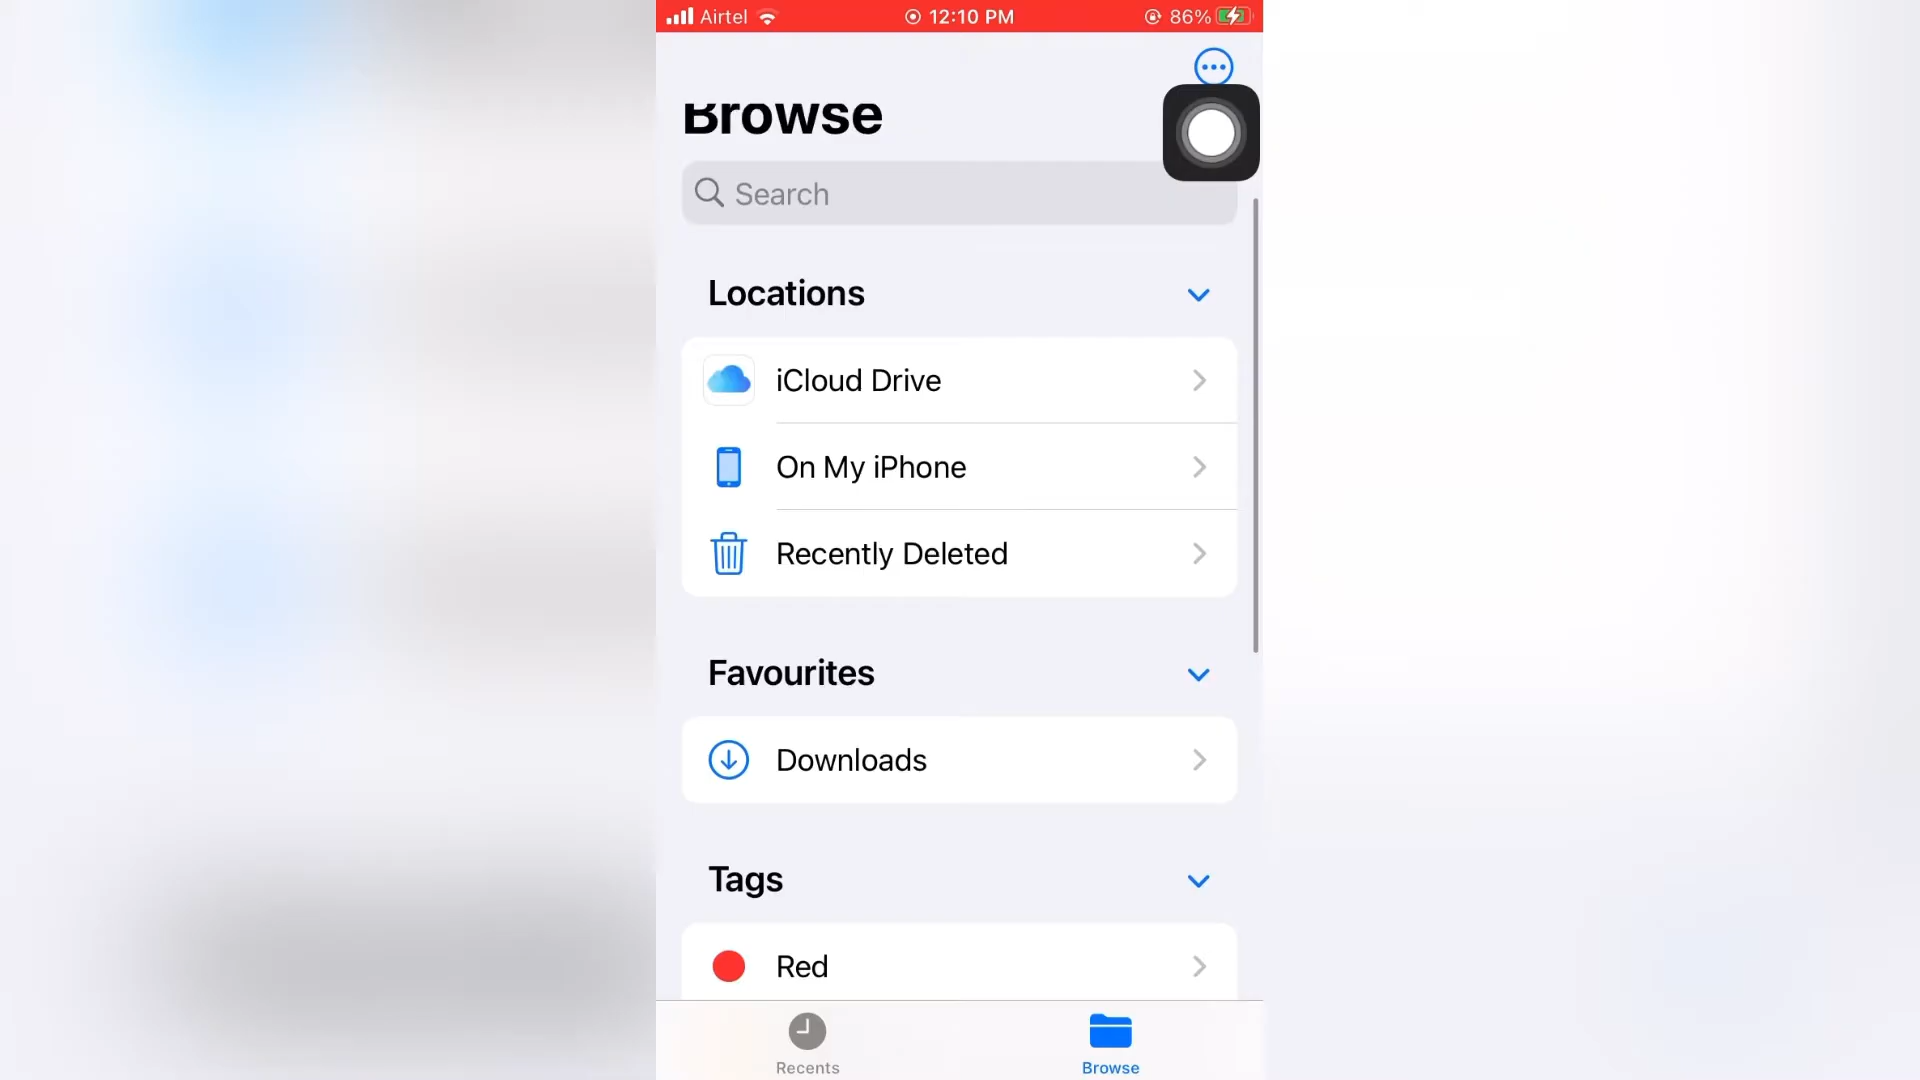 Airtel 12:10 PM 86%
Browse
Search
Locations
iCloud Drive
On My iPhone
Recently Deleted
Favourites
Downloads
Tags
Red
Recents Browse